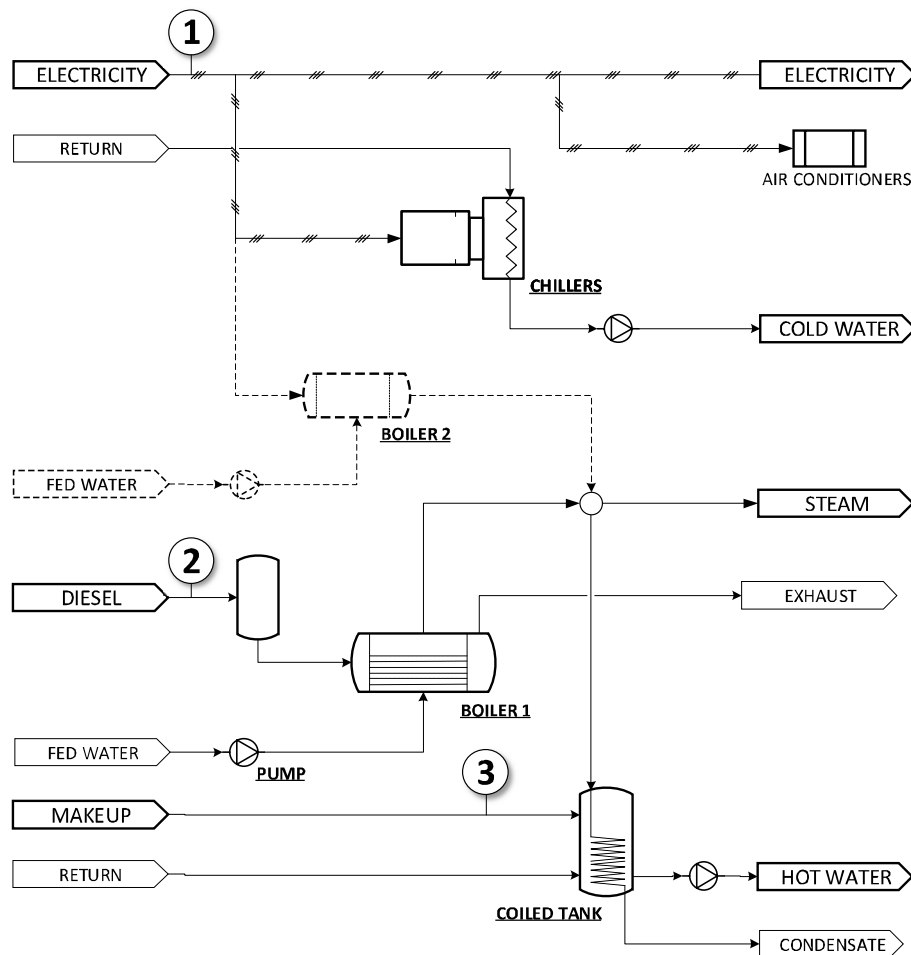 1
ELECTRICITY
ELECTRICITY
RETURN
AIR CONDITIONERS
CHILLERS
COLD WATER
BOILER 2
FED WATER
STEAM
2
DIESEL
EXHAUST
BOILER 1
FED WATER
PUMP
3
MAKEUP
RETURN
HOT WATER
COILED TANK
CONDENSATE